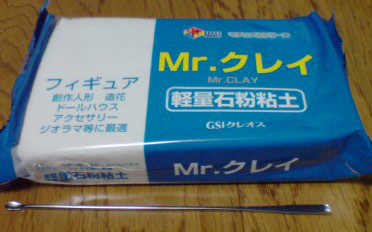 Mr.クレイ
Mr.CLAY
軽量石粉粘土
GSIクレオス
フィギュア
創作人形 造花
ドールハウス
アクセサリー
ジオラマ等に最適
Mr.クレイ